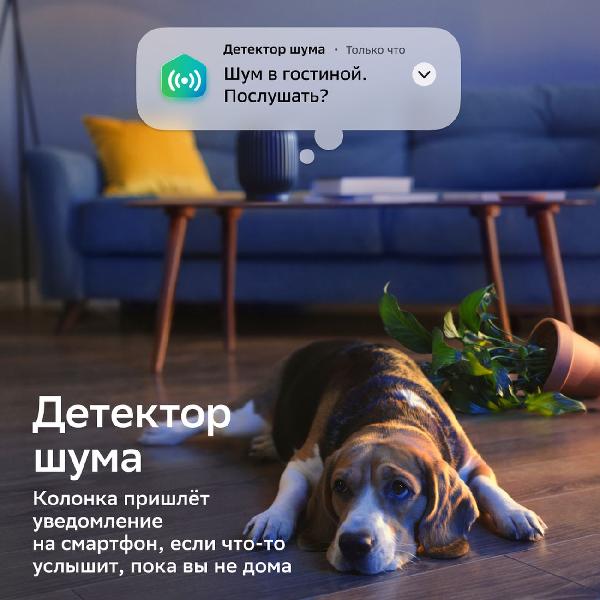 Детектор шума · Только что
Шум в гостиной.
Послушать?
Детектор
шума
Колонка пришлёт
уведомление
на смартфон, если что-то
услышит, пока вы не дома